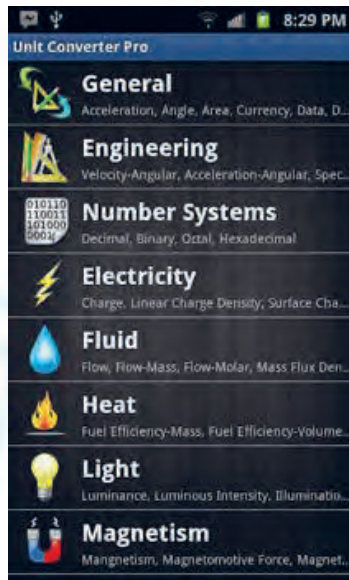 8:29 PM
Unit Converter Pro
General
Acceleration, Angle, Area, Currency, Data, D...
Engineering
Velocity-Angular, Acceleration-Angular, Spec...
010110
110011
101000
0001
Number Systems
Decimal, Binary, Octal, Hexadecimal
Electricity
Charge, Linear Charge Density, Surface Cha...
Fluid
Flow, Flow-Mass, Flow-Molar, Mass Flux Den...
Heat
Fuel Efficiency-Mass, Fuel Efficiency-Volume...
Light
Luminance, Luminous Intensity, Illuminatio...
Magnetism
Mangnetism, Magnetomotive Force, Magnet...